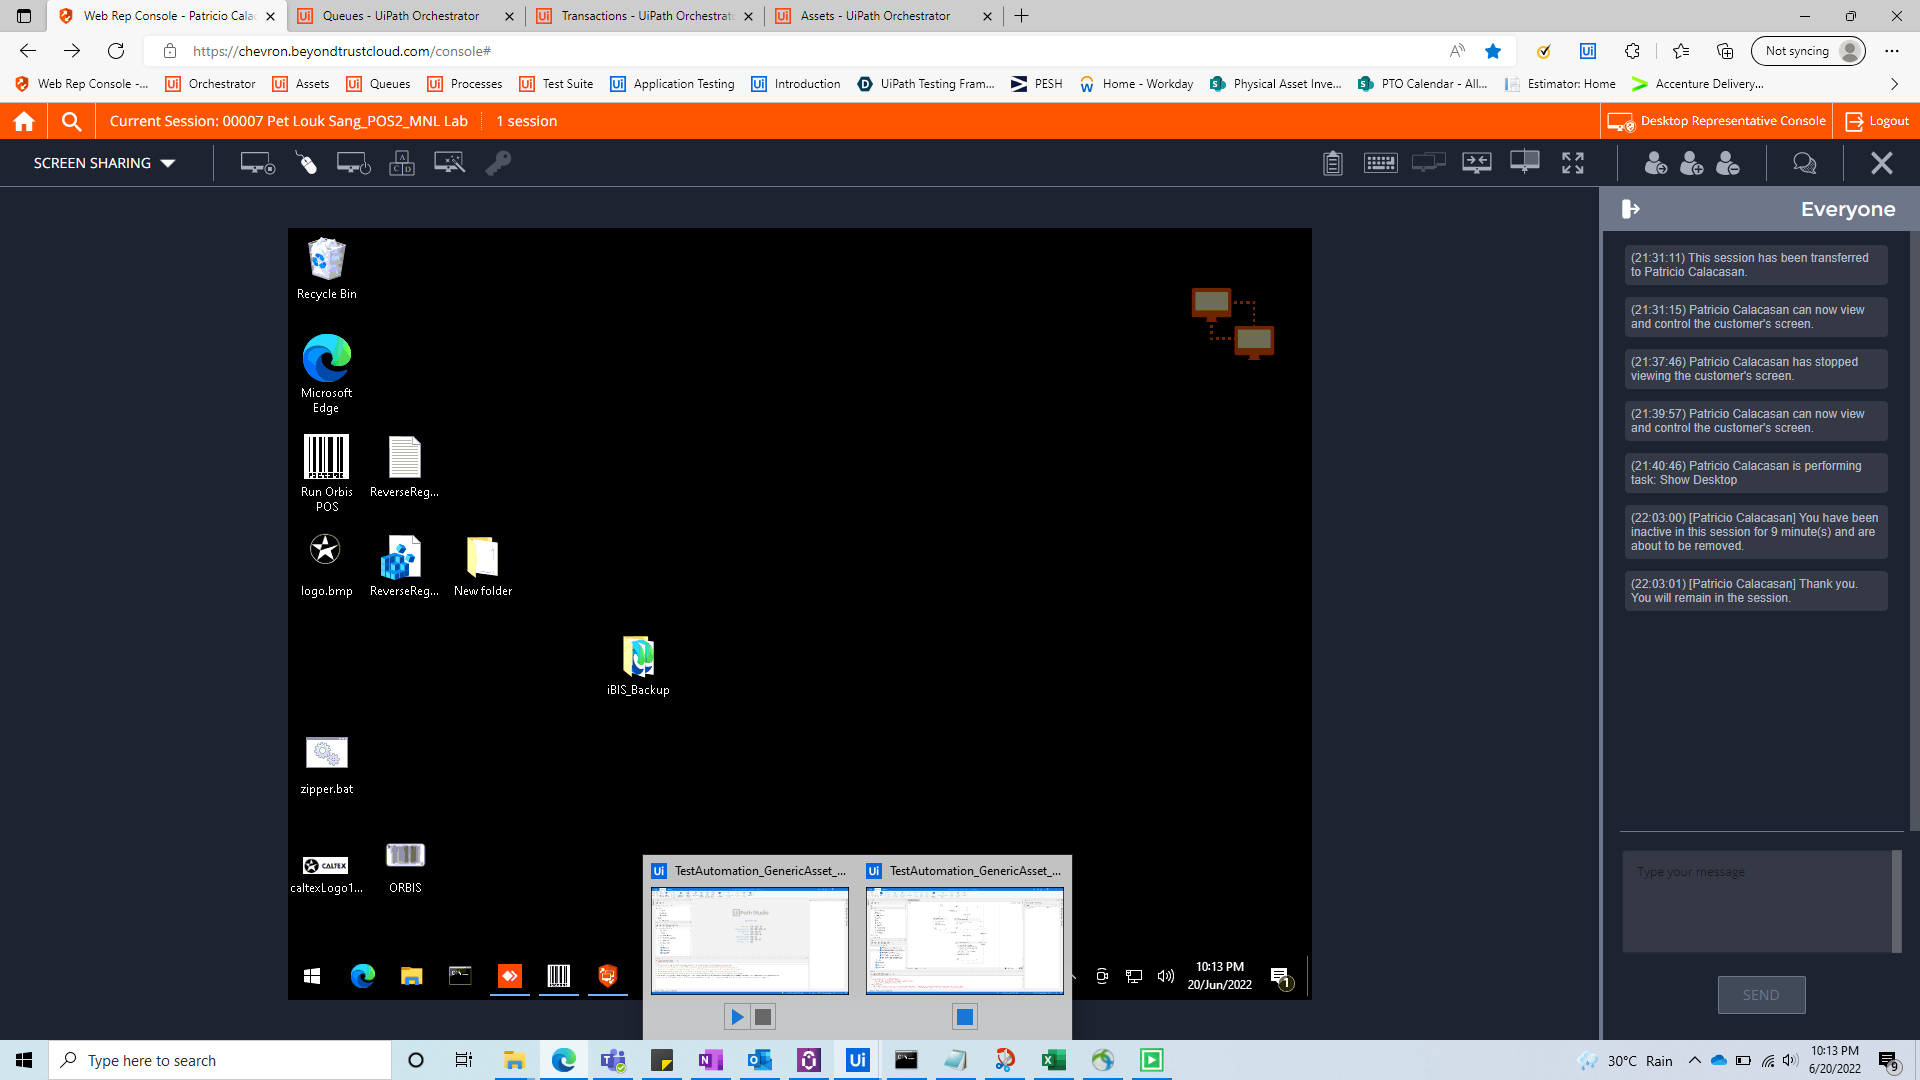 Web Rep Console - Patricio Cala
Queues - UiPath Orchestrator
Transactions - UiPath Orchestrat
Assets - UiPath Orchestrator
https://chevron.beyondtrustcloud.com/console#
Not syncing
Web Rep Console -...
Orchestrator
Assets
Queues
Processes
Test Suite
Application Testing
Introduction
UiPath Testing Fram...
PESH
Home - Workday
Physical Asset Inve...
PTO Calendar - All...
Estimator: Home
Accenture Delivery...
Current Session: 00007 Pet Louk Sang_POS2_MNL Lab
1 session
Desktop Representative Console
Logout
SCREEN SHARING
Everyone
(21:31:11) This session has been transferred
to Patricio Calacasan.
(21:31:15) Patricio Calacasan can now view
and control the customer's screen.
(21:37:46) Patricio Calacasan has stopped
viewing the customer's screen.
(21:39:57) Patricio Calacasan can now view
and control the customer's screen.
(21:40:46) Patricio Calacasan is performing
task: Show Desktop
(22:03:00) [Patricio Calacasan] You have been
inactive in this session for 9 minute(s) and are
about to be removed.
(22:03:01) [Patricio Calacasan] Thank you.
You will remain in the session.
Type your message
SEND
Recycle Bin
Microsoft
Edge
Run Orbis
POS
ReverseReg...
logo.bmp
ReverseReg...
New folder
iBIS_Backup
zipper.bat
CALTEX
caltexLogo1...
ORBIS
TestAutomation_GenericAsset_...
TestAutomation_GenericAsset_...
10:13 PM
20/Jun/2022
1
Type here to search
30°C Rain
10:13 PM
6/20/2022
9